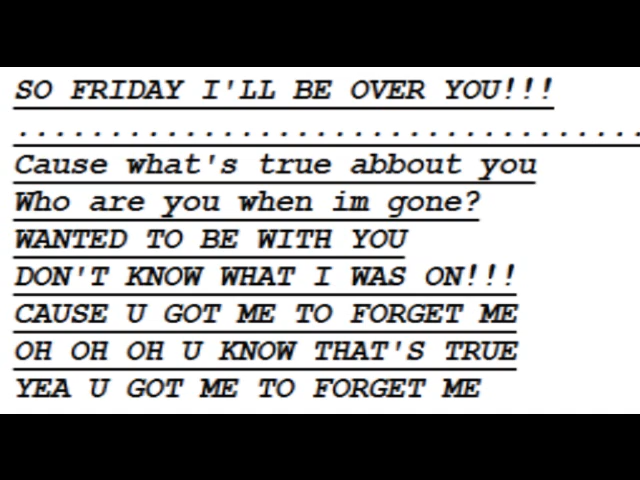 SO FRIDAY I'LL BE OVER YOU!!!
..................................
Cause what's true abbout you
Who are you when im gone?
WANTED TO BE WITH YOU
DON'T KNOW WHAT I WAS ON!!!
CAUSE U GOT ME TO FORGET ME
OH OH OH U KNOW THAT'S TRUE
YEA U GOT ME TO FORGET ME